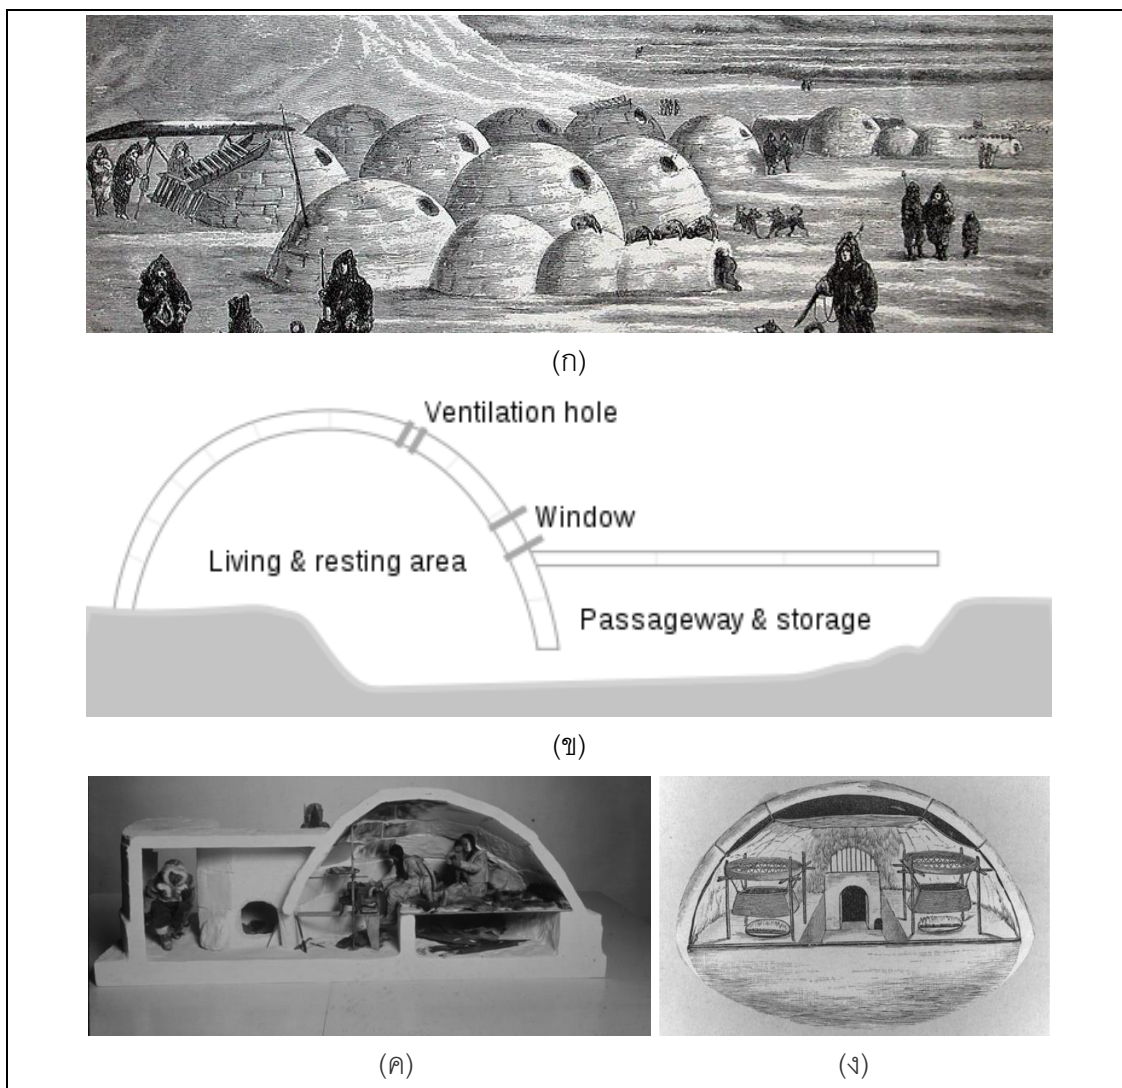 (ก)
Ventilation hole
Window
Living & resting area
Passageway & storage
(ข)
(ค)
(ง)